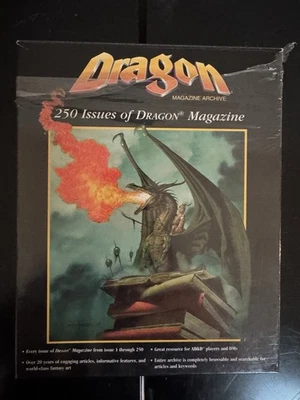 Dragon
MAGAZINE ARCHIVE
250 Issues of DRAGON® Magazine
• Every issue of DRAGON® Magazine from issue 1 through 250
• Over 20 years of engaging articles, informative features, and
world-class fantasy art
• Great resource for AD&D® players and DMs
• Entire archive is completely browsable and searchable for
articles and keywords